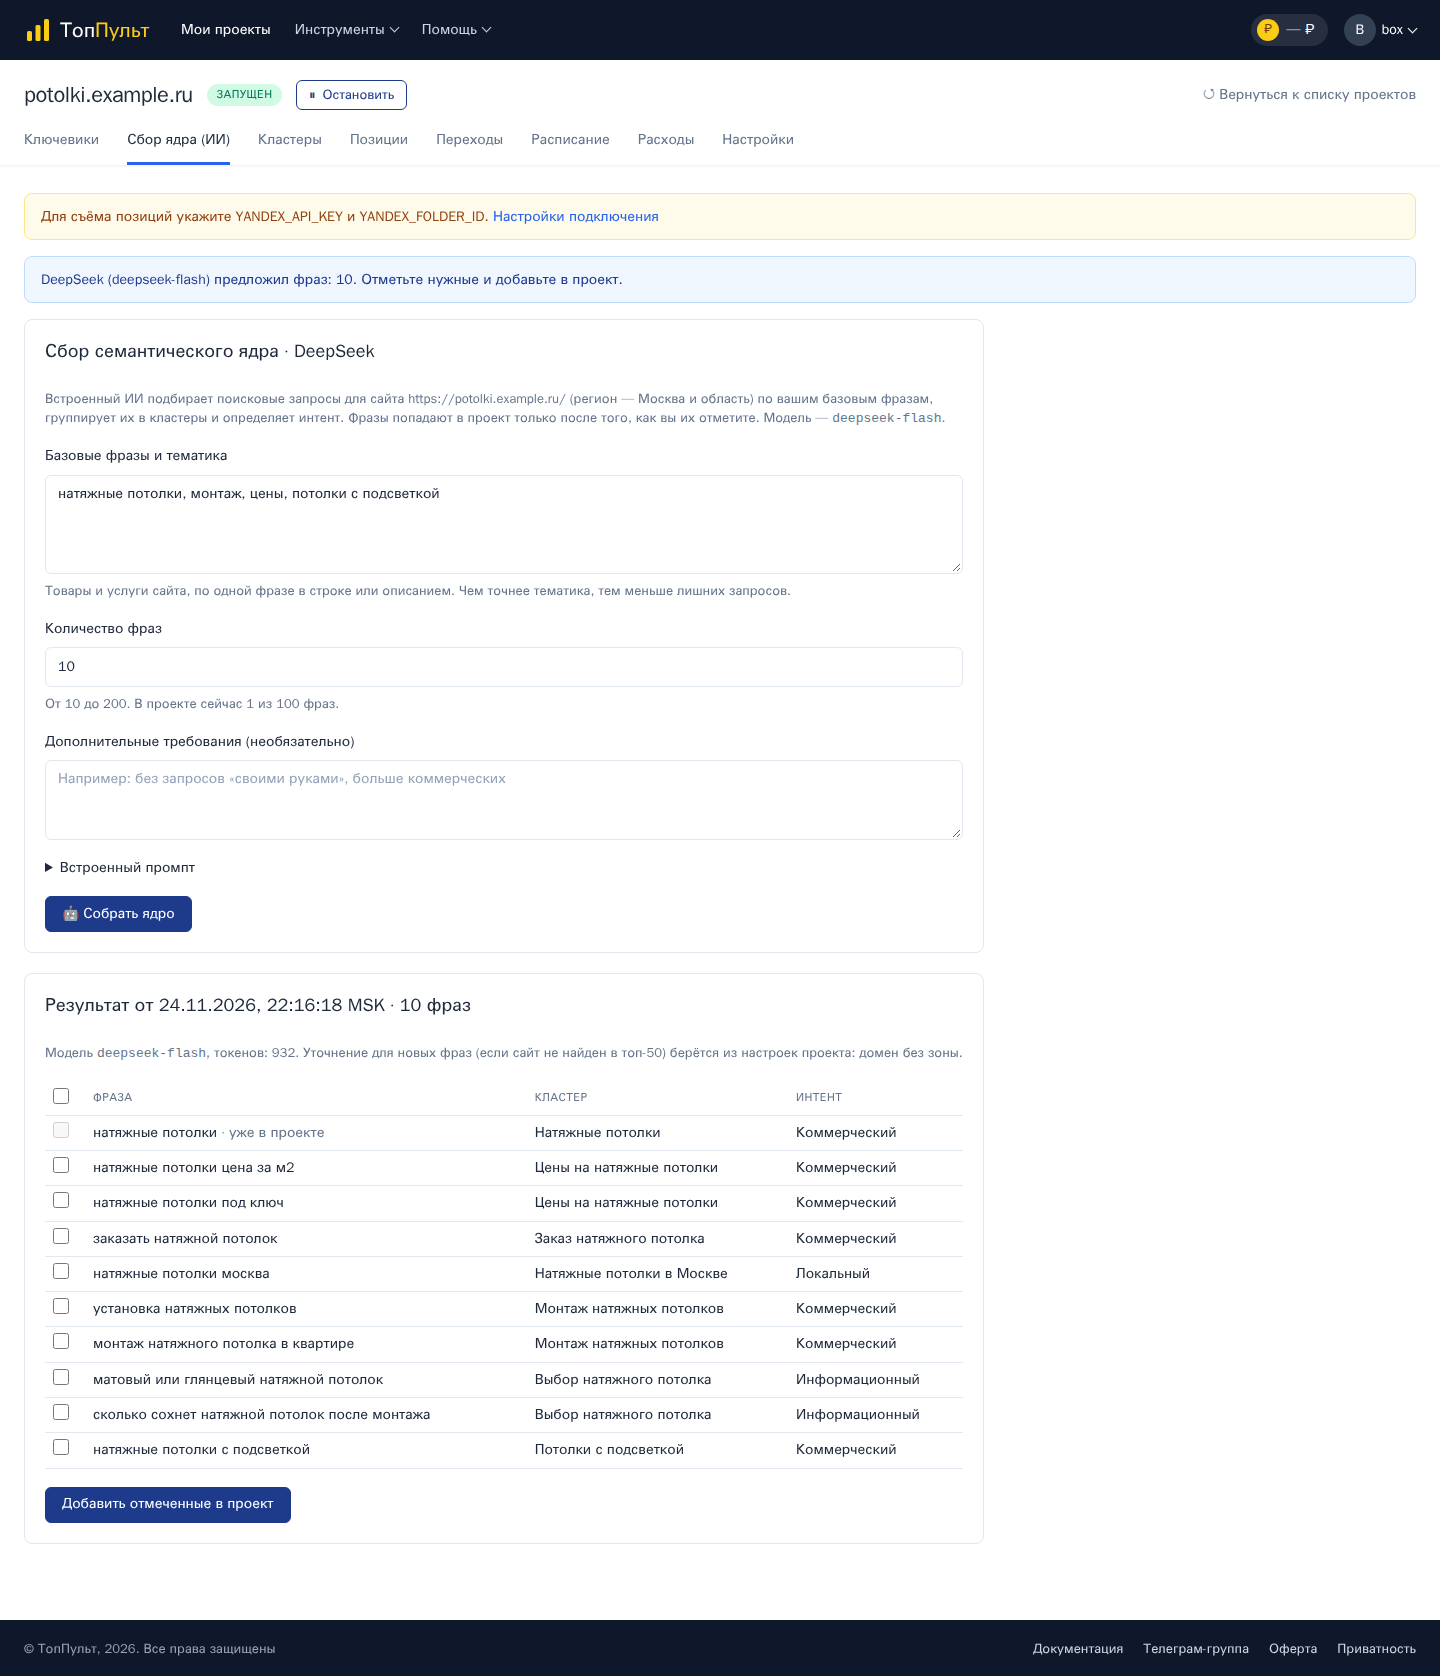 ТопПульт Мои проекты Инструменты Помощь ₽ — ₽ B box
potolki.example.ru ЗАПУЩЕН Остановить Вернуться к списку проектов
Ключевики Сбор ядра (ИИ) Кластеры Позиции Переходы Расписание Расходы Настройки
Для съёма позиций укажите YANDEX_API_KEY и YANDEX_FOLDER_ID. Настройки подключения
DeepSeek (deepseek-flash) предложил фраз: 10. Отметьте нужные и добавьте в проект.
Сбор семантического ядра · DeepSeek
Встроенный ИИ подбирает поисковые запросы для сайта https://potolki.example.ru/ (регион — Москва и область) по вашим базовым фразам,
группирует их в кластеры и определяет интент. Фразы попадают в проект только после того, как вы их отметите. Модель — deepseek-flash.
Базовые фразы и тематика
натяжные потолки, монтаж, цены, потолки с подсветкой
Товары и услуги сайта, по одной фразе в строке или описанием. Чем точнее тематика, тем меньше лишних запросов.
Количество фраз
10
От 10 до 200. В проекте сейчас 1 из 100 фраз.
Дополнительные требования (необязательно)
Например: без запросов «своими руками», больше коммерческих
Встроенный промпт
Собрать ядро
Результат от 24.11.2026, 22:16:18 MSK · 10 фраз
Модель deepseek-flash, токенов: 932. Уточнение для новых фраз (если сайт не найден в топ-50) берётся из настроек проекта: домен без зоны.
ФРАЗА КЛАСТЕР ИНТЕНТ
натяжные потолки · уже в проекте Натяжные потолки Коммерческий
натяжные потолки цена за м2 Цены на натяжные потолки Коммерческий
натяжные потолки под ключ Цены на натяжные потолки Коммерческий
заказать натяжной потолок Заказ натяжного потолка Коммерческий
натяжные потолки москва Натяжные потолки в Москве Локальный
установка натяжных потолков Монтаж натяжных потолков Коммерческий
монтаж натяжного потолка в квартире Монтаж натяжных потолков Коммерческий
матовый или глянцевый натяжной потолок Выбор натяжного потолка Информационный
сколько сохнет натяжной потолок после монтажа Выбор натяжного потолка Информационный
натяжные потолки с подсветкой Потолки с подсветкой Коммерческий
Добавить отмеченные в проект
© ТопПульт, 2026. Все права защищены Документация Телеграм-группа Оферта Приватность